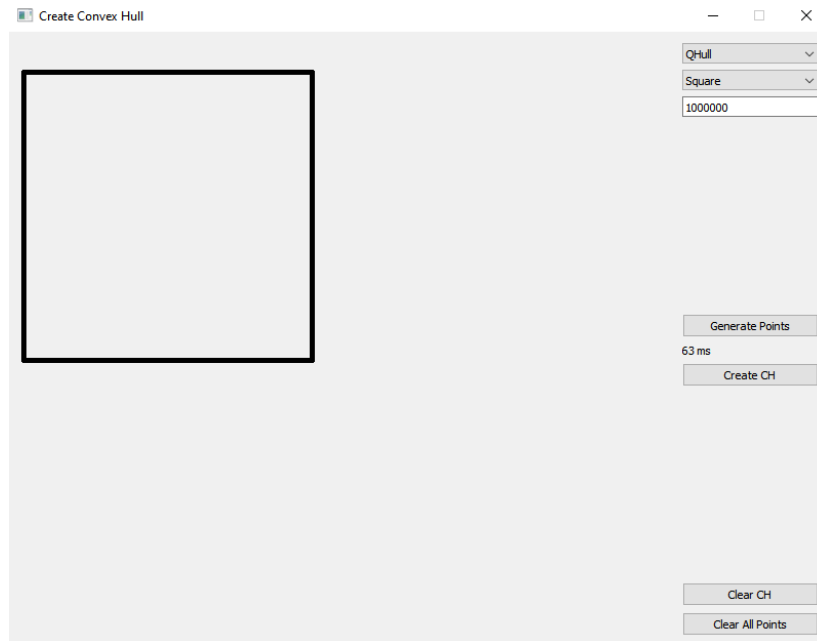 Create Convex Hull
QHull
Square
1000000
Generate Points
63 ms
Create CH
Clear CH
Clear All Points